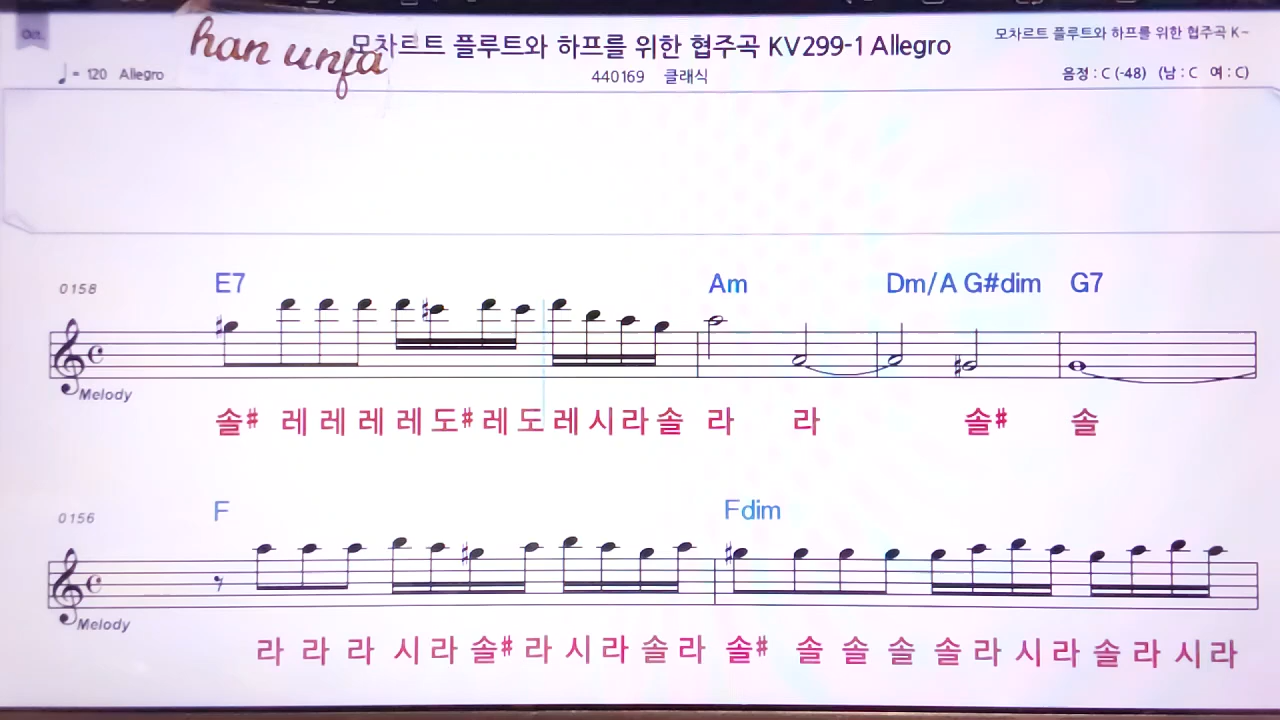 Oct.
han unfa
모차르트 플루트와 하프를 위한 협주곡 KV299-1 Allegro
모차르트 플루트와 하프를 위한 협주곡 K~
♩ = 120 Allegro
440169 클래식
음정 : C (-48) (남 : C 여 : C)
0158
E7 Am Dm/A G#dim G7
Melody
솔# 레 레 레 레 도# 레 도 레 시 라 솔 라 라 솔# 솔
0156
F Fdim
Melody
라 라 라 시 라 솔# 라 시 라 솔 라 솔# 솔 솔 솔 솔 라 시 라 솔 라 시 라